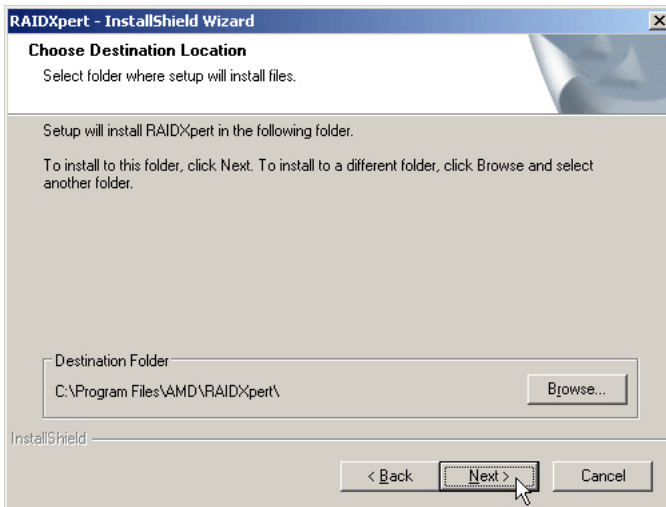 RAIDXpert - InstallShield Wizard
Choose Destination Location
Select folder where setup will install files.
Setup will install RAIDXpert in the following folder.
To install to this folder, click Next. To install to a different folder, click Browse and select
another folder.
Destination Folder
C:\Program Files\AMD\RAIDXpert\
Browse...
InstallShield
< Back
Next >
Cancel